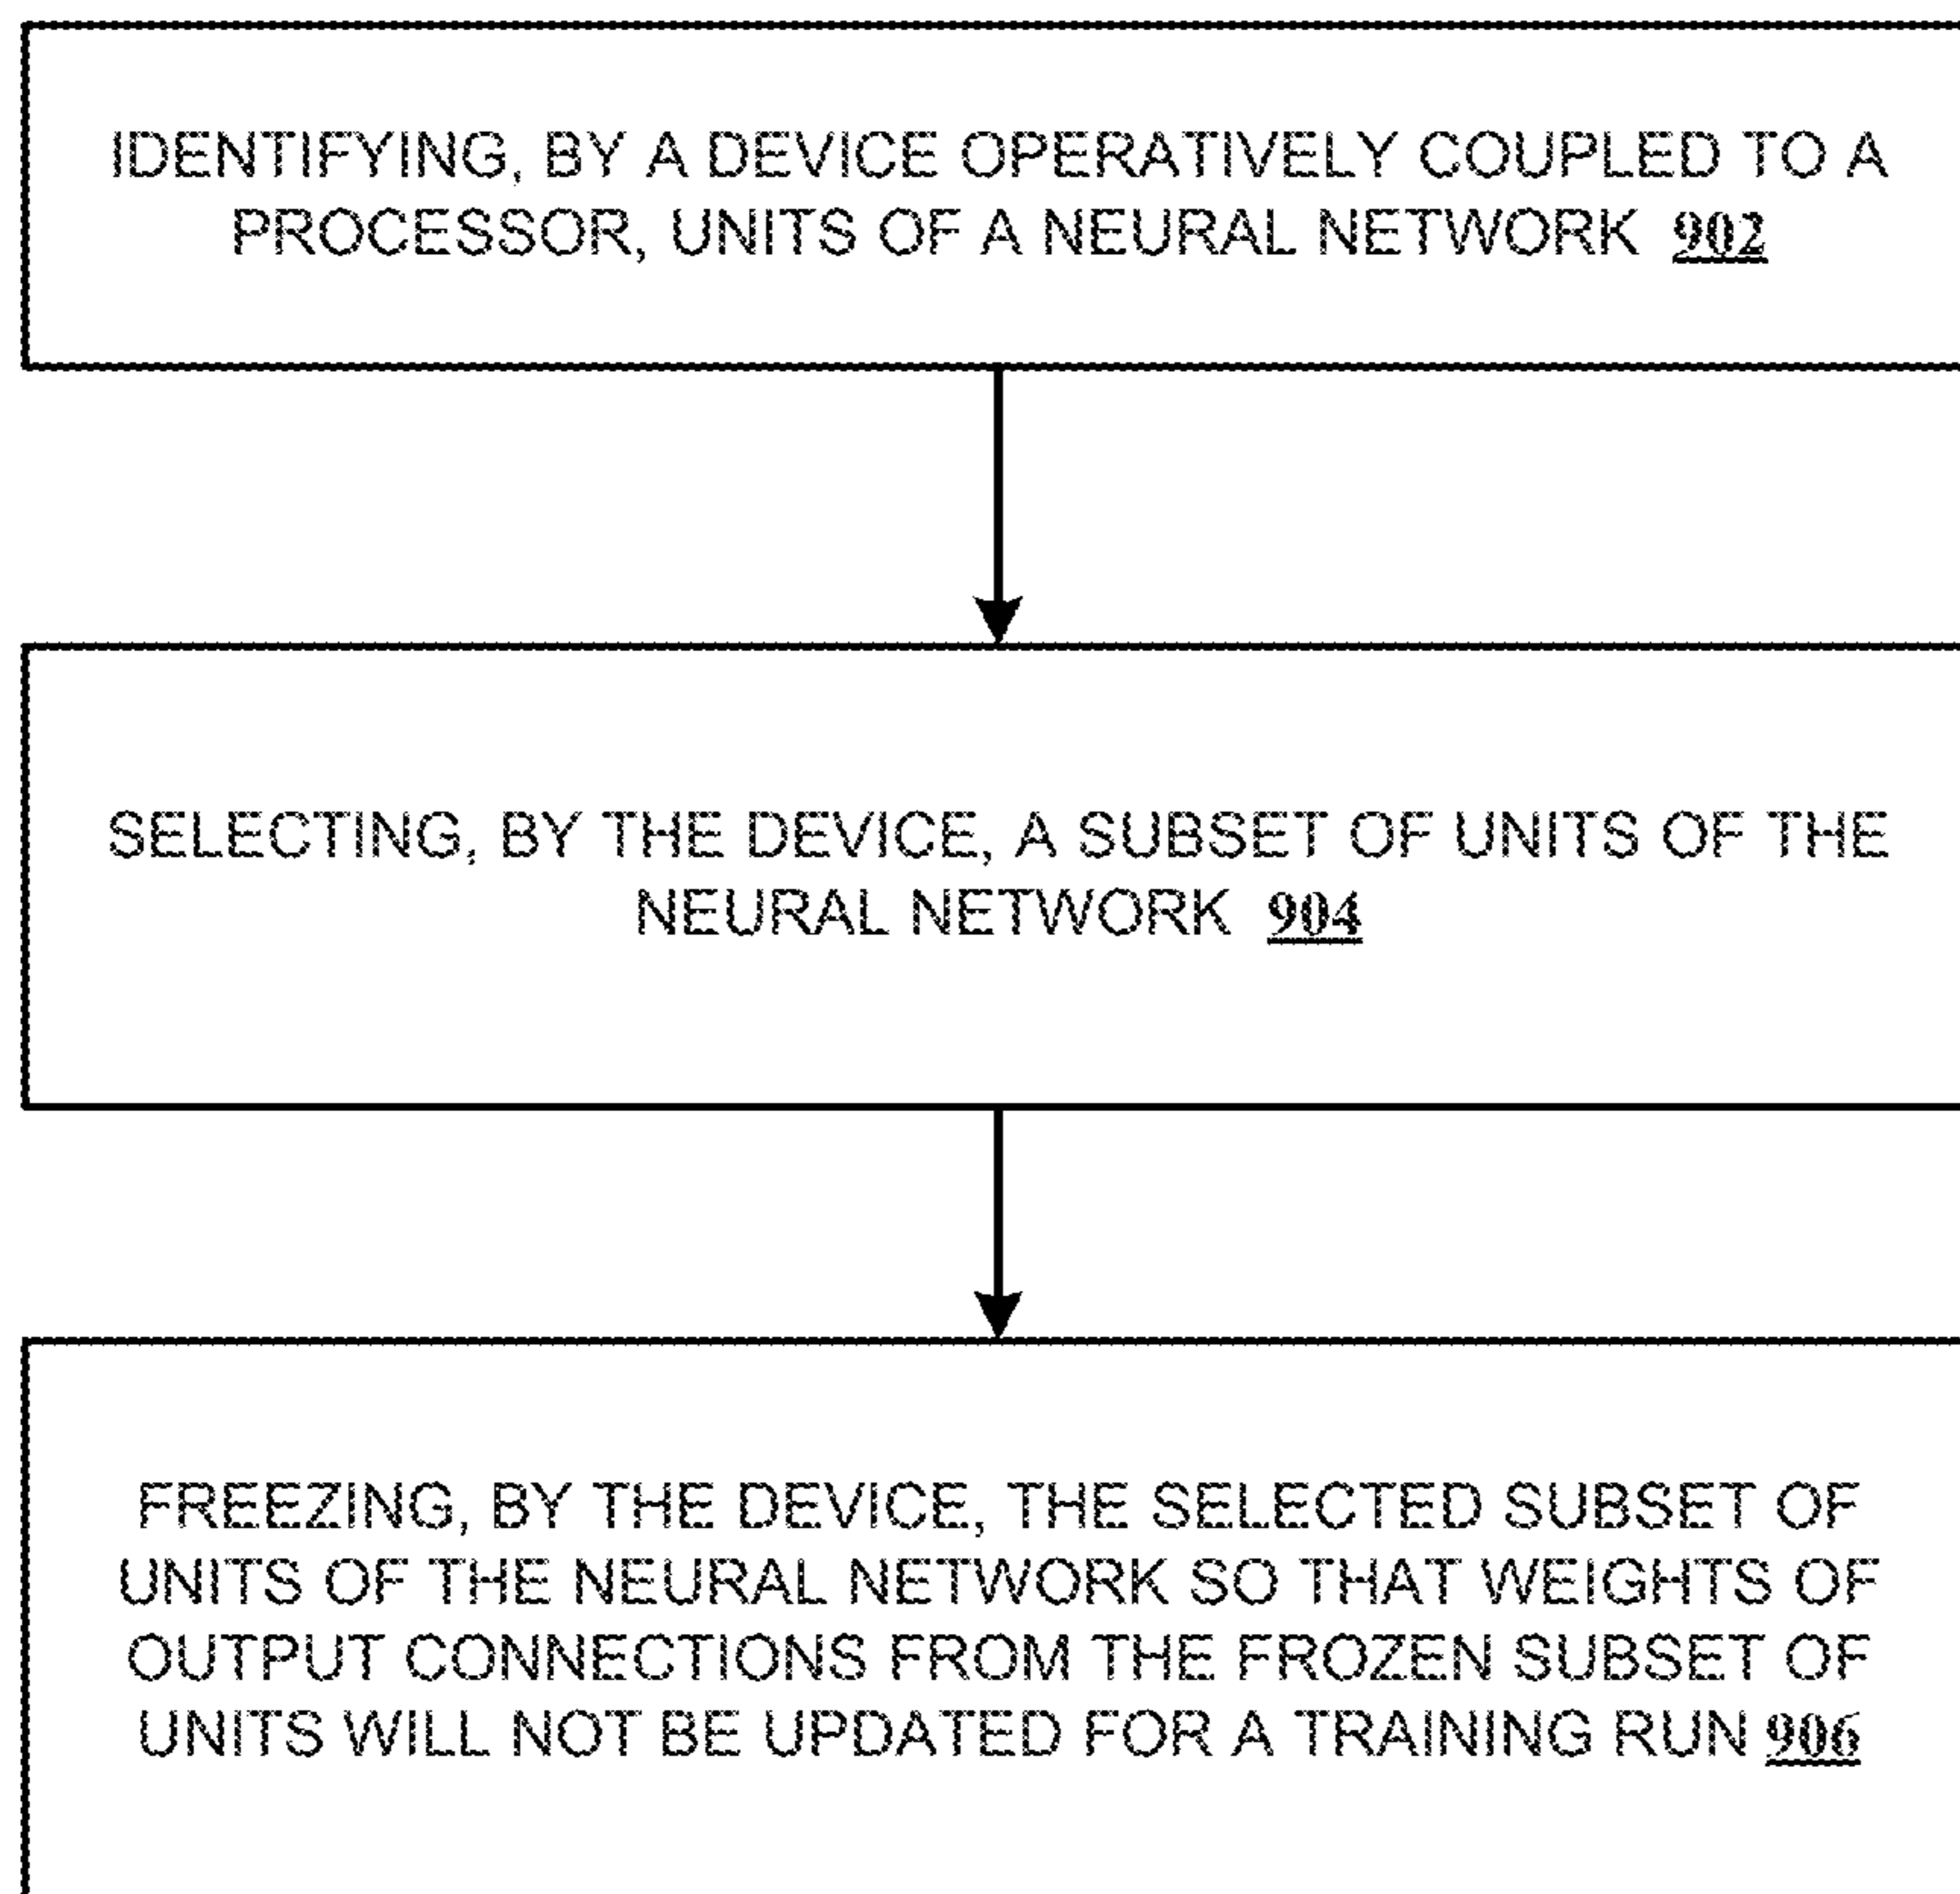 IDENTIFYING, BY A DEVICE OPERATIVELY COUPLED TO A
PROCESSOR, UNITS OF A NEURAL NETWORK 902
SELECTING, BY THE DEVICE, A SUBSET OF UNITS OF THE
NEURAL NETWORK 904
FREEZING, BY THE DEVICE, THE SELECTED SUBSET OF
UNITS OF THE NEURAL NETWORK SO THAT WEIGHTS OF
OUTPUT CONNECTIONS FROM THE FROZEN SUBSET OF
UNITS WILL NOT BE UPDATED FOR A TRAINING RUN 906